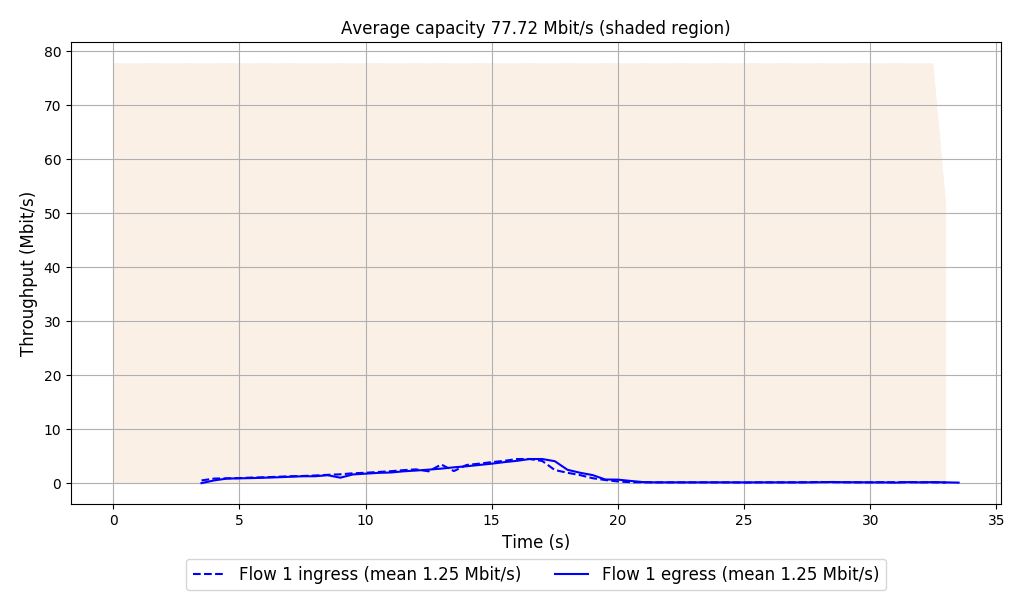 Average capacity 77.72 Mbit/s (shaded region)
Throughput (Mbit/s)
80
70
60
50
40
30
20
10
0
0 5 10 15 20 25 30 35
Time (s)
Flow 1 ingress (mean 1.25 Mbit/s) Flow 1 egress (mean 1.25 Mbit/s)